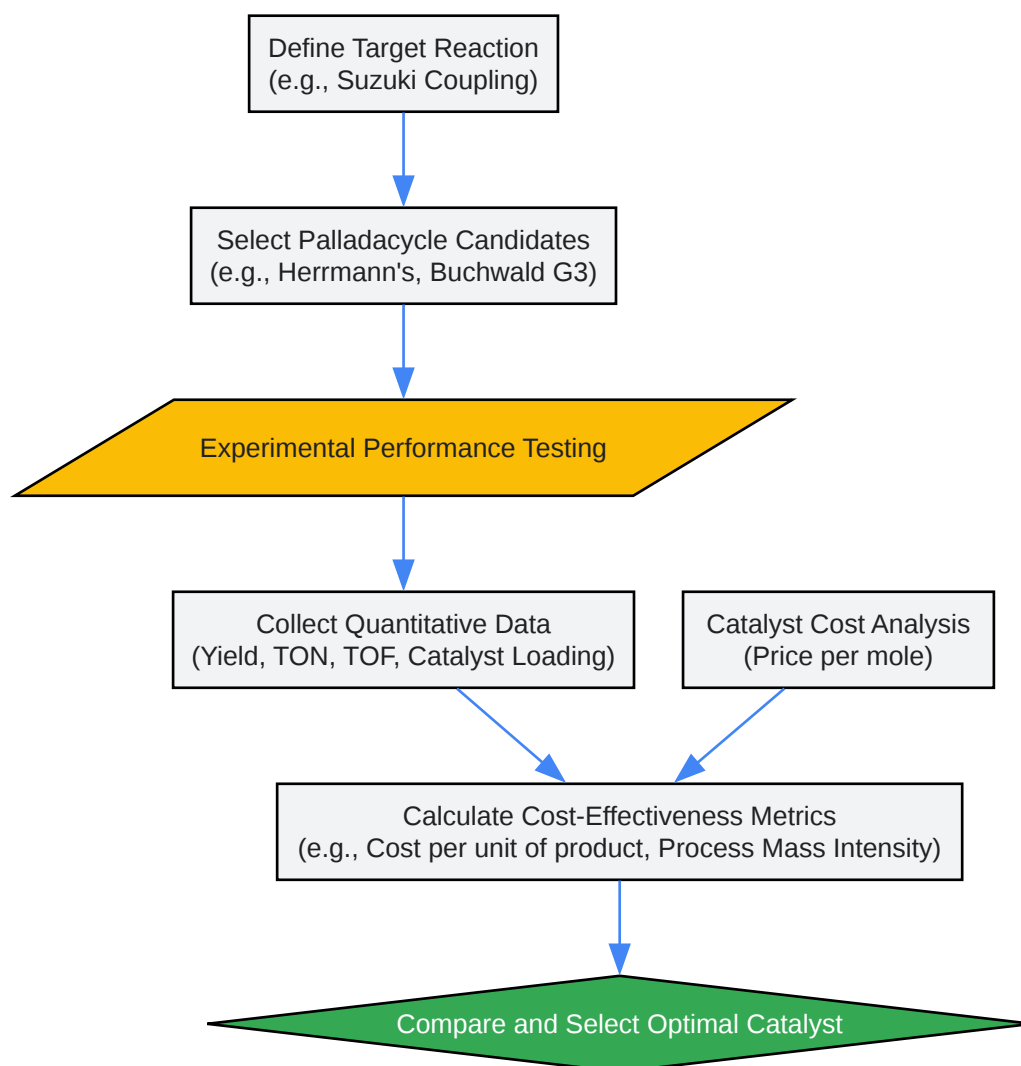 Define Target Reaction
(e.g., Suzuki Coupling)
Select Palladacycle Candidates
(e.g., Herrmann's, Buchwald G3)
Experimental Performance Testing
Collect Quantitative Data
(Yield, TON, TOF, Catalyst Loading)
Catalyst Cost Analysis
(Price per mole)
Calculate Cost-Effectiveness Metrics
(e.g., Cost per unit of product, Process Mass Intensity)
Compare and Select Optimal Catalyst